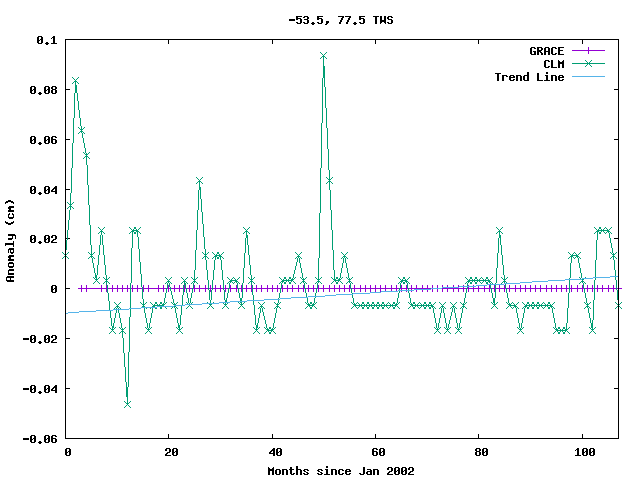 -53.5, 77.5 TWS
GRACE
CLM
Trend Line
0.1
0.08
0.06
0.04
0.02
0
-0.02
-0.04
-0.06
Anomaly (cm)
0 20 40 60 80 100
Months since Jan 2002